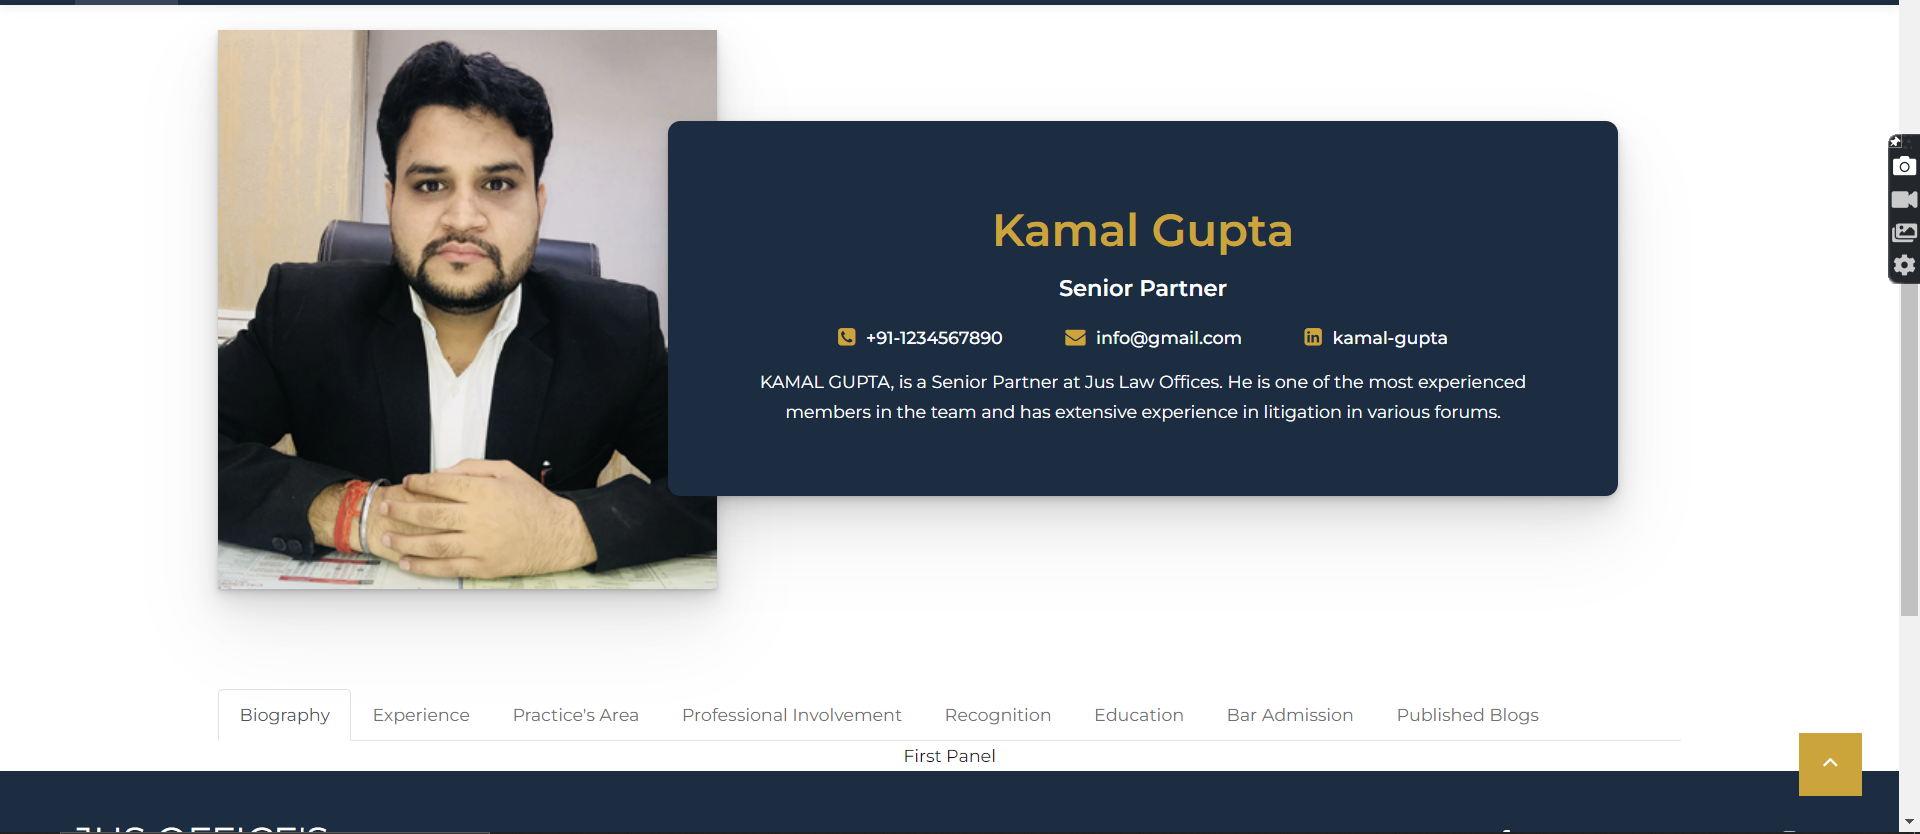 Kamal Gupta
Senior Partner
+91-1234567890 info@gmail.com kamal-gupta
KAMAL GUPTA, is a Senior Partner at Jus Law Offices. He is one of the most experienced
members in the team and has extensive experience in litigation in various forums.
Biography Experience Practice's Area Professional Involvement Recognition Education Bar Admission Published Blogs
First Panel
JUS OFFICE'S